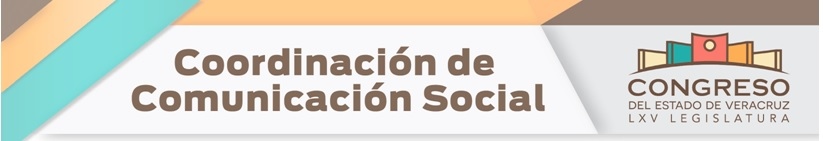 Coordinación de
Comunicación Social
CONGRESO
DEL ESTADO DE VERACRUZ
LXV LEGISLATURA